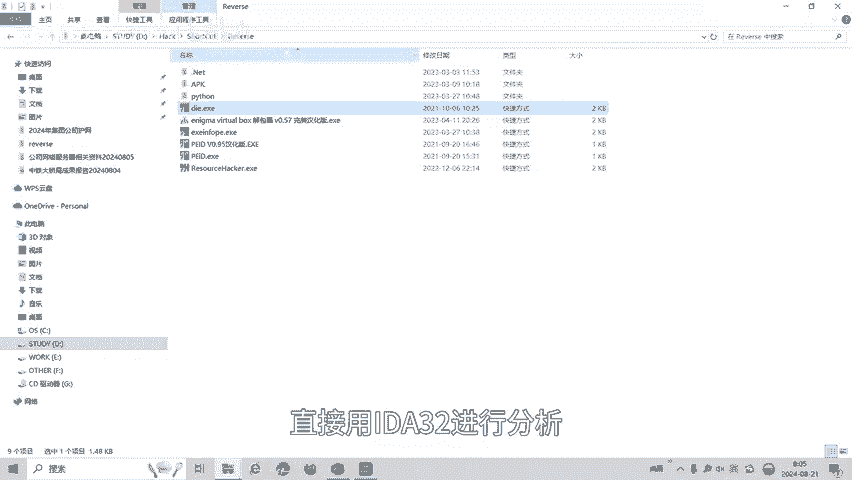 管理 管理 Reverse
主页 共享 查看 快捷工具 应用程序工具
此电脑 > STUDY (D:) > Hack > Shortcut > Reverse
在 Reverse 中搜索
名称 修改日期 类型 大小
快速访问
桌面
下载
文档
图片
2024年集团公司护网
reverse
公司网络服务器相关资料20240805
中铁大桥局成果报告20240804
WPS云盘
OneDrive - Personal
此电脑
3D 对象
视频
图片
文档
下载
音乐
桌面
OS (C:)
STUDY (D:)
WORK (E:)
OTHER (F:)
CD 驱动器 (G:)
网络
.Net 2023-03-03 11:53 文件夹
APK 2023-03-09 10:18 文件夹
python 2023-03-27 10:48 文件夹
die.exe 2021-10-06 10:25 快捷方式 2 KB
enigma virtual box 解包器 v0.57 完美汉化版.exe 2023-04-11 20:26 快捷方式 2 KB
exeinfope.exe 2023-03-27 10:38 快捷方式 2 KB
PEiD V0.95汉化版.EXE 2021-09-20 16:46 快捷方式 1 KB
PEiD.exe 2021-09-20 15:31 快捷方式 1 KB
ResourceHacker.exe 2023-12-06 22:14 快捷方式 2 KB
直接用IDA32进行分析
9 个项目 选中 1 个项目 1.48 KB
搜索
8:05
2024-08-21